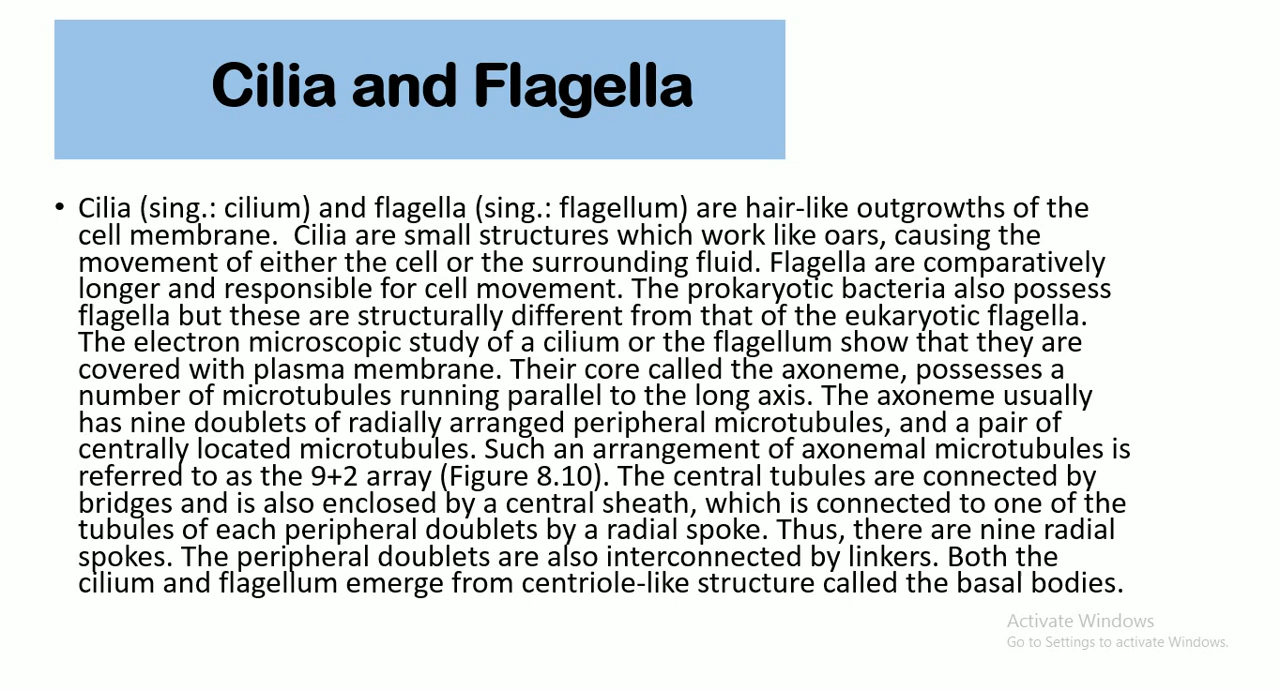 Cilia and Flagella
• Cilia (sing.: cilium) and flagella (sing.: flagellum) are hair-like outgrowths of the
cell membrane.  Cilia are small structures which work like oars, causing the
movement of either the cell or the surrounding fluid. Flagella are comparatively
longer and responsible for cell movement. The prokaryotic bacteria also possess
flagella but these are structurally different from that of the eukaryotic flagella.
The electron microscopic study of a cilium or the flagellum show that they are
covered with plasma membrane. Their core called the axoneme, possesses a
number of microtubules running parallel to the long axis. The axoneme usually
has nine doublets of radially arranged peripheral microtubules, and a pair of
centrally located microtubules. Such an arrangement of axonemal microtubules is
referred to as the 9+2 array (Figure 8.10). The central tubules are connected by
bridges and is also enclosed by a central sheath, which is connected to one of the
tubules of each peripheral doublets by a radial spoke. Thus, there are nine radial
spokes. The peripheral doublets are also interconnected by linkers. Both the
cilium and flagellum emerge from centriole-like structure called the basal bodies.
Activate Windows
Go to Settings to activate Windows.